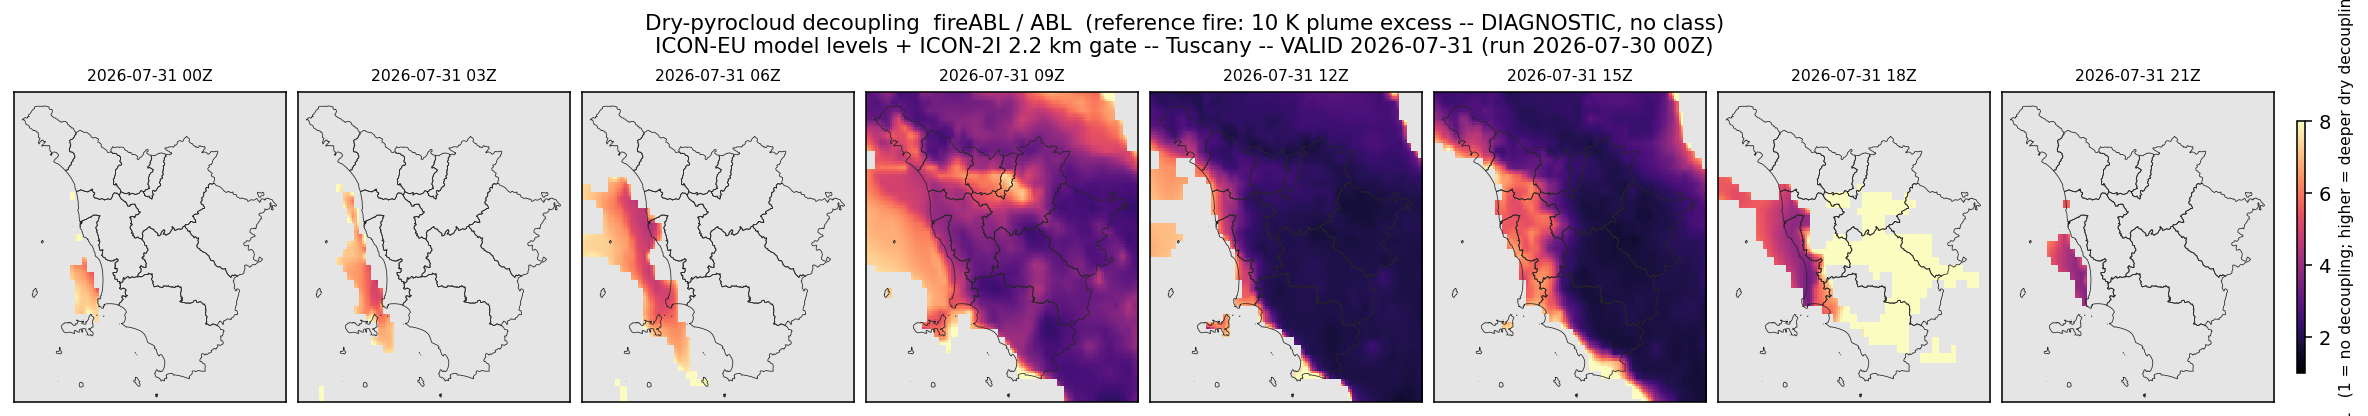 Dry-pyrocloud decoupling fireABL / ABL (reference fire: 10 K plume excess -- DIAGNOSTIC, no class)
ICON-EU model levels + ICON-2I 2.2 km gate -- Tuscany -- VALID 2026-07-31 (run 2026-07-30 00Z)
2026-07-31 00Z
2026-07-31 03Z
2026-07-31 06Z
2026-07-31 09Z
2026-07-31 12Z
2026-07-31 15Z
2026-07-31 18Z
2026-07-31 21Z
8
6
4
2
(1 = no decoupling; higher = deeper dry decoupling